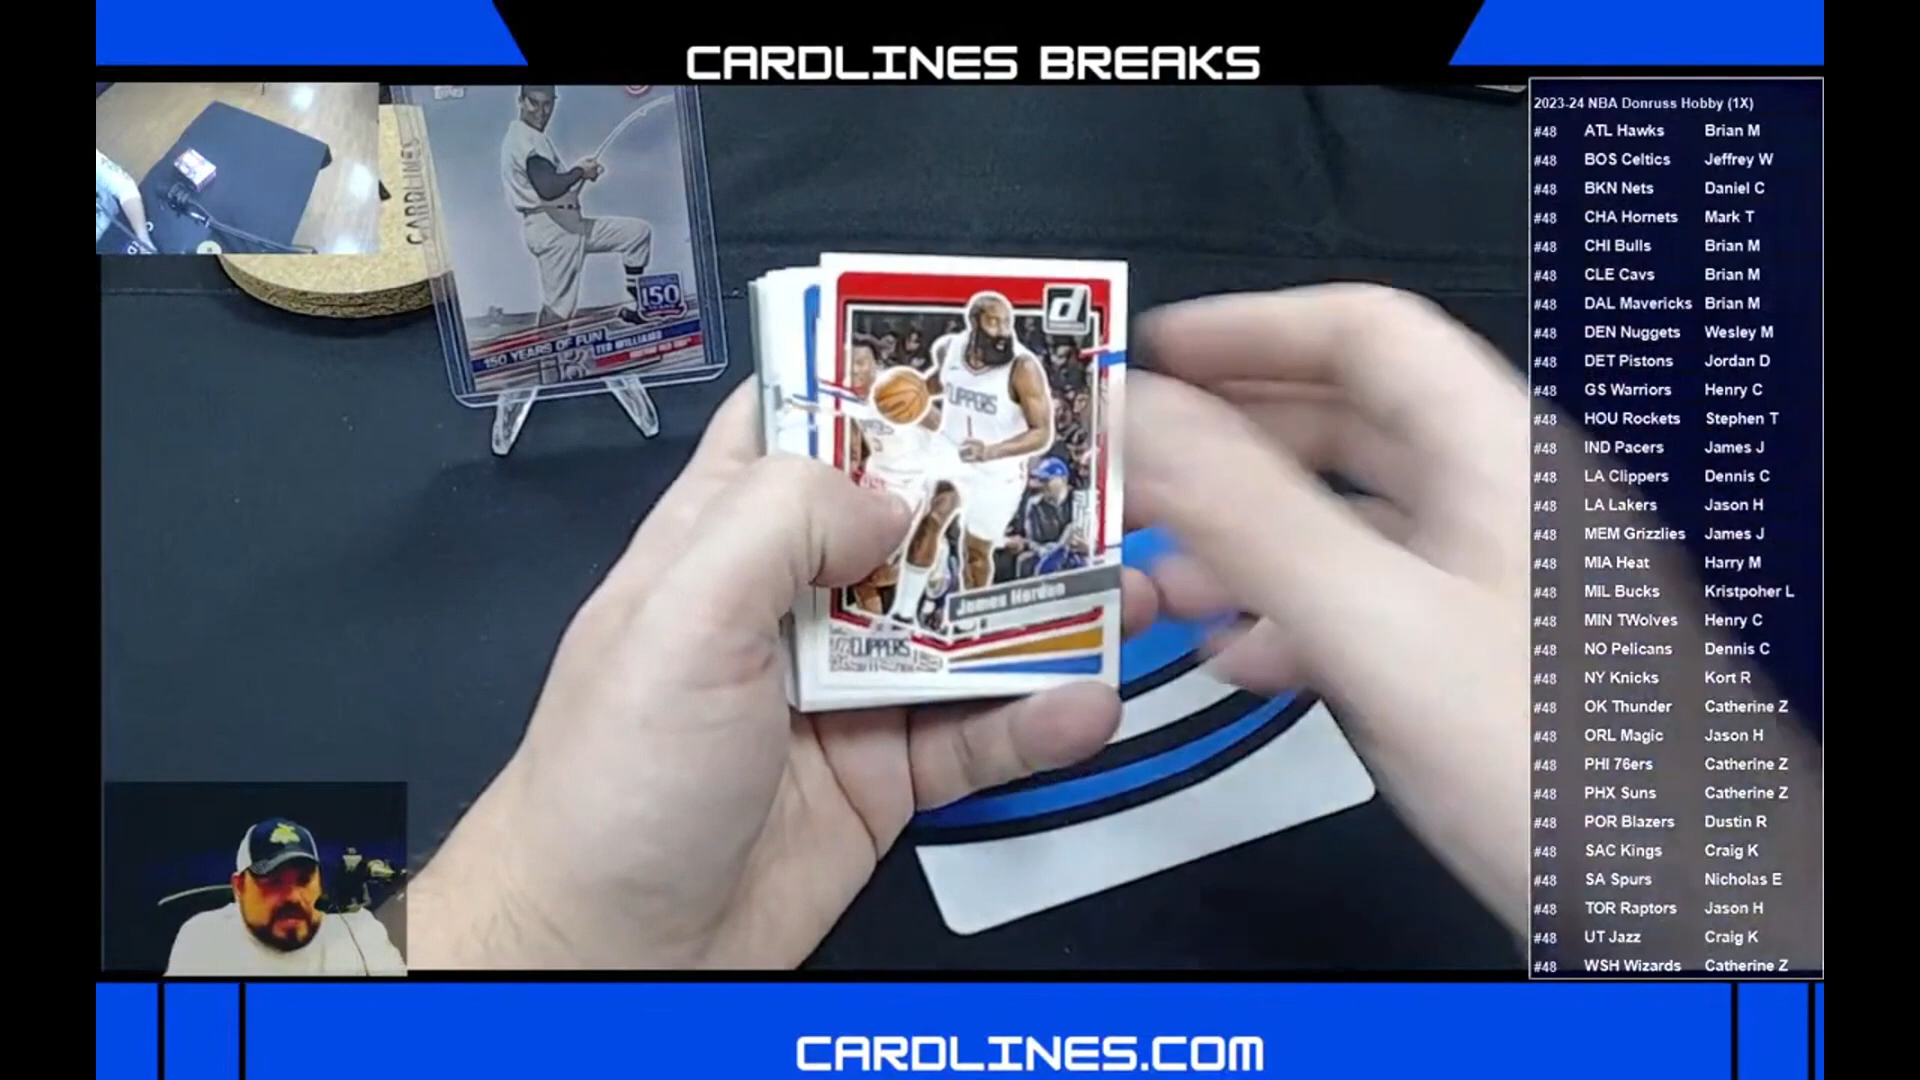 CARDLINES BREAKS
CARDLINES
topps
150
150 YEARS OF FUN
TED WILLIAMS
CLIPPERS
1
James Harden
CLIPPERS
2023-24 NBA Donruss Hobby (1X)
#48 ATL Hawks Brian M
#48 BOS Celtics Jeffrey W
#48 BKN Nets Daniel C
#48 CHA Hornets Mark T
#48 CHI Bulls Brian M
#48 CLE Cavs Brian M
#48 DAL Mavericks Brian M
#48 DEN Nuggets Wesley M
#48 DET Pistons Jordan D
#48 GS Warriors Henry C
#48 HOU Rockets Stephen T
#48 IND Pacers James J
#48 LA Clippers Dennis C
#48 LA Lakers Jason H
#48 MEM Grizzlies James J
#48 MIA Heat Harry M
#48 MIL Bucks Kristpoher L
#48 MIN TWolves Henry C
#48 NO Pelicans Dennis C
#48 NY Knicks Kort R
#48 OK Thunder Catherine Z
#48 ORL Magic Jason H
#48 PHI 76ers Catherine Z
#48 PHX Suns Catherine Z
#48 POR Blazers Dustin R
#48 SAC Kings Craig K
#48 SA Spurs Nicholas E
#48 TOR Raptors Jason H
#48 UT Jazz Craig K
#48 WSH Wizards Catherine Z
CARDLINES.COM